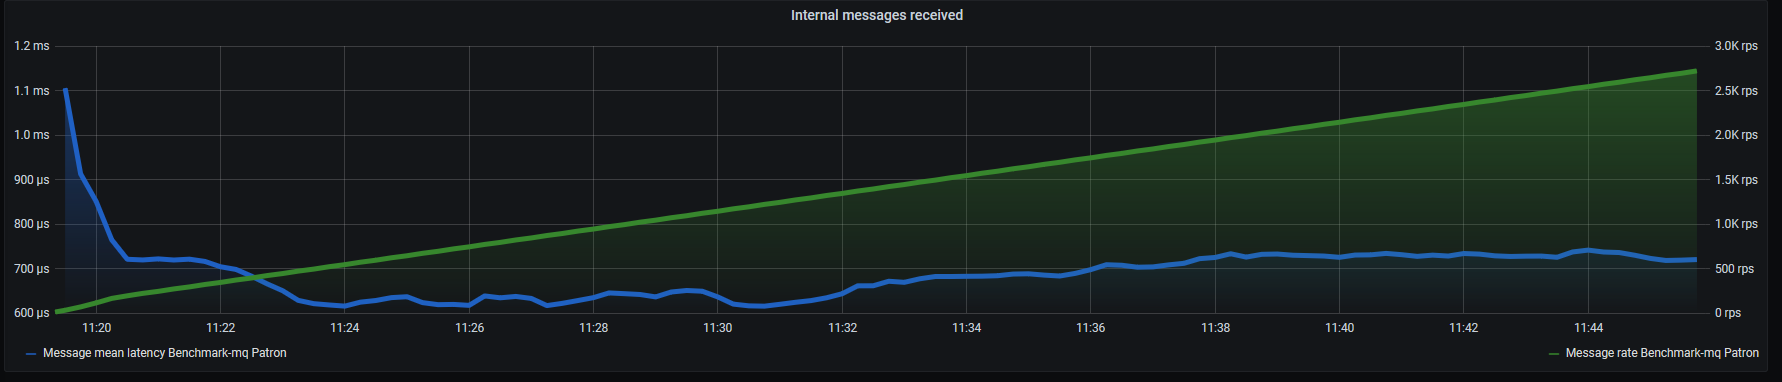 Internal messages received
1.2 ms
1.1 ms
1.0 ms
900 µs
800 µs
700 µs
600 µs
3.0K rps
2.5K rps
2.0K rps
1.5K rps
1.0K rps
500 rps
0 rps
11:20 11:22 11:24 11:26 11:28 11:30 11:32 11:34 11:36 11:38 11:40 11:42 11:44
Message mean latency Benchmark-mq Patron
Message rate Benchmark-mq Patron